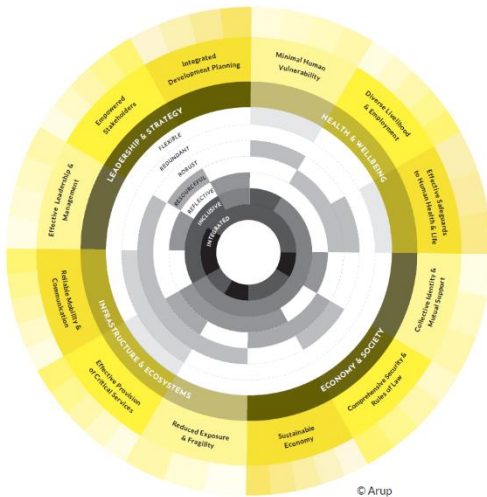 Integrated
Development Planning
Minimal Human
Vulnerability
Diverse Livelihood
& Employment
Effective Safeguards
to Human Health & Life
Collective Identity &
Mutual Support
Comprehensive Security &
Rules of Law
Sustainable
Economy
Reduced Exposure
& Fragility
Effective Provision
of Critical Services
Reliable Mobility &
Communication
Effective Leadership &
Management
Empowered
Stakeholders
LEADERSHIP & STRATEGY
HEALTH & WELLBEING
ECONOMY & SOCIETY
INFRASTRUCTURE & ECOSYSTEMS
FLEXIBLE
REDUNDANT
ROBUST
RESOURCEFUL
REFLECTIVE
INCLUSIVE
INTEGRATED
© Arup